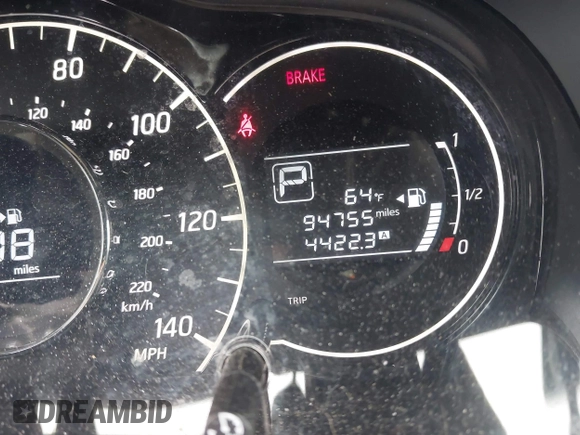 80
100
120
140
MPH
120
140
160
180
200
220
km/h
miles
BRAKE
P
64°F
94755 miles
4422.3 A
TRIP
1
1/2
0
DREAMBID